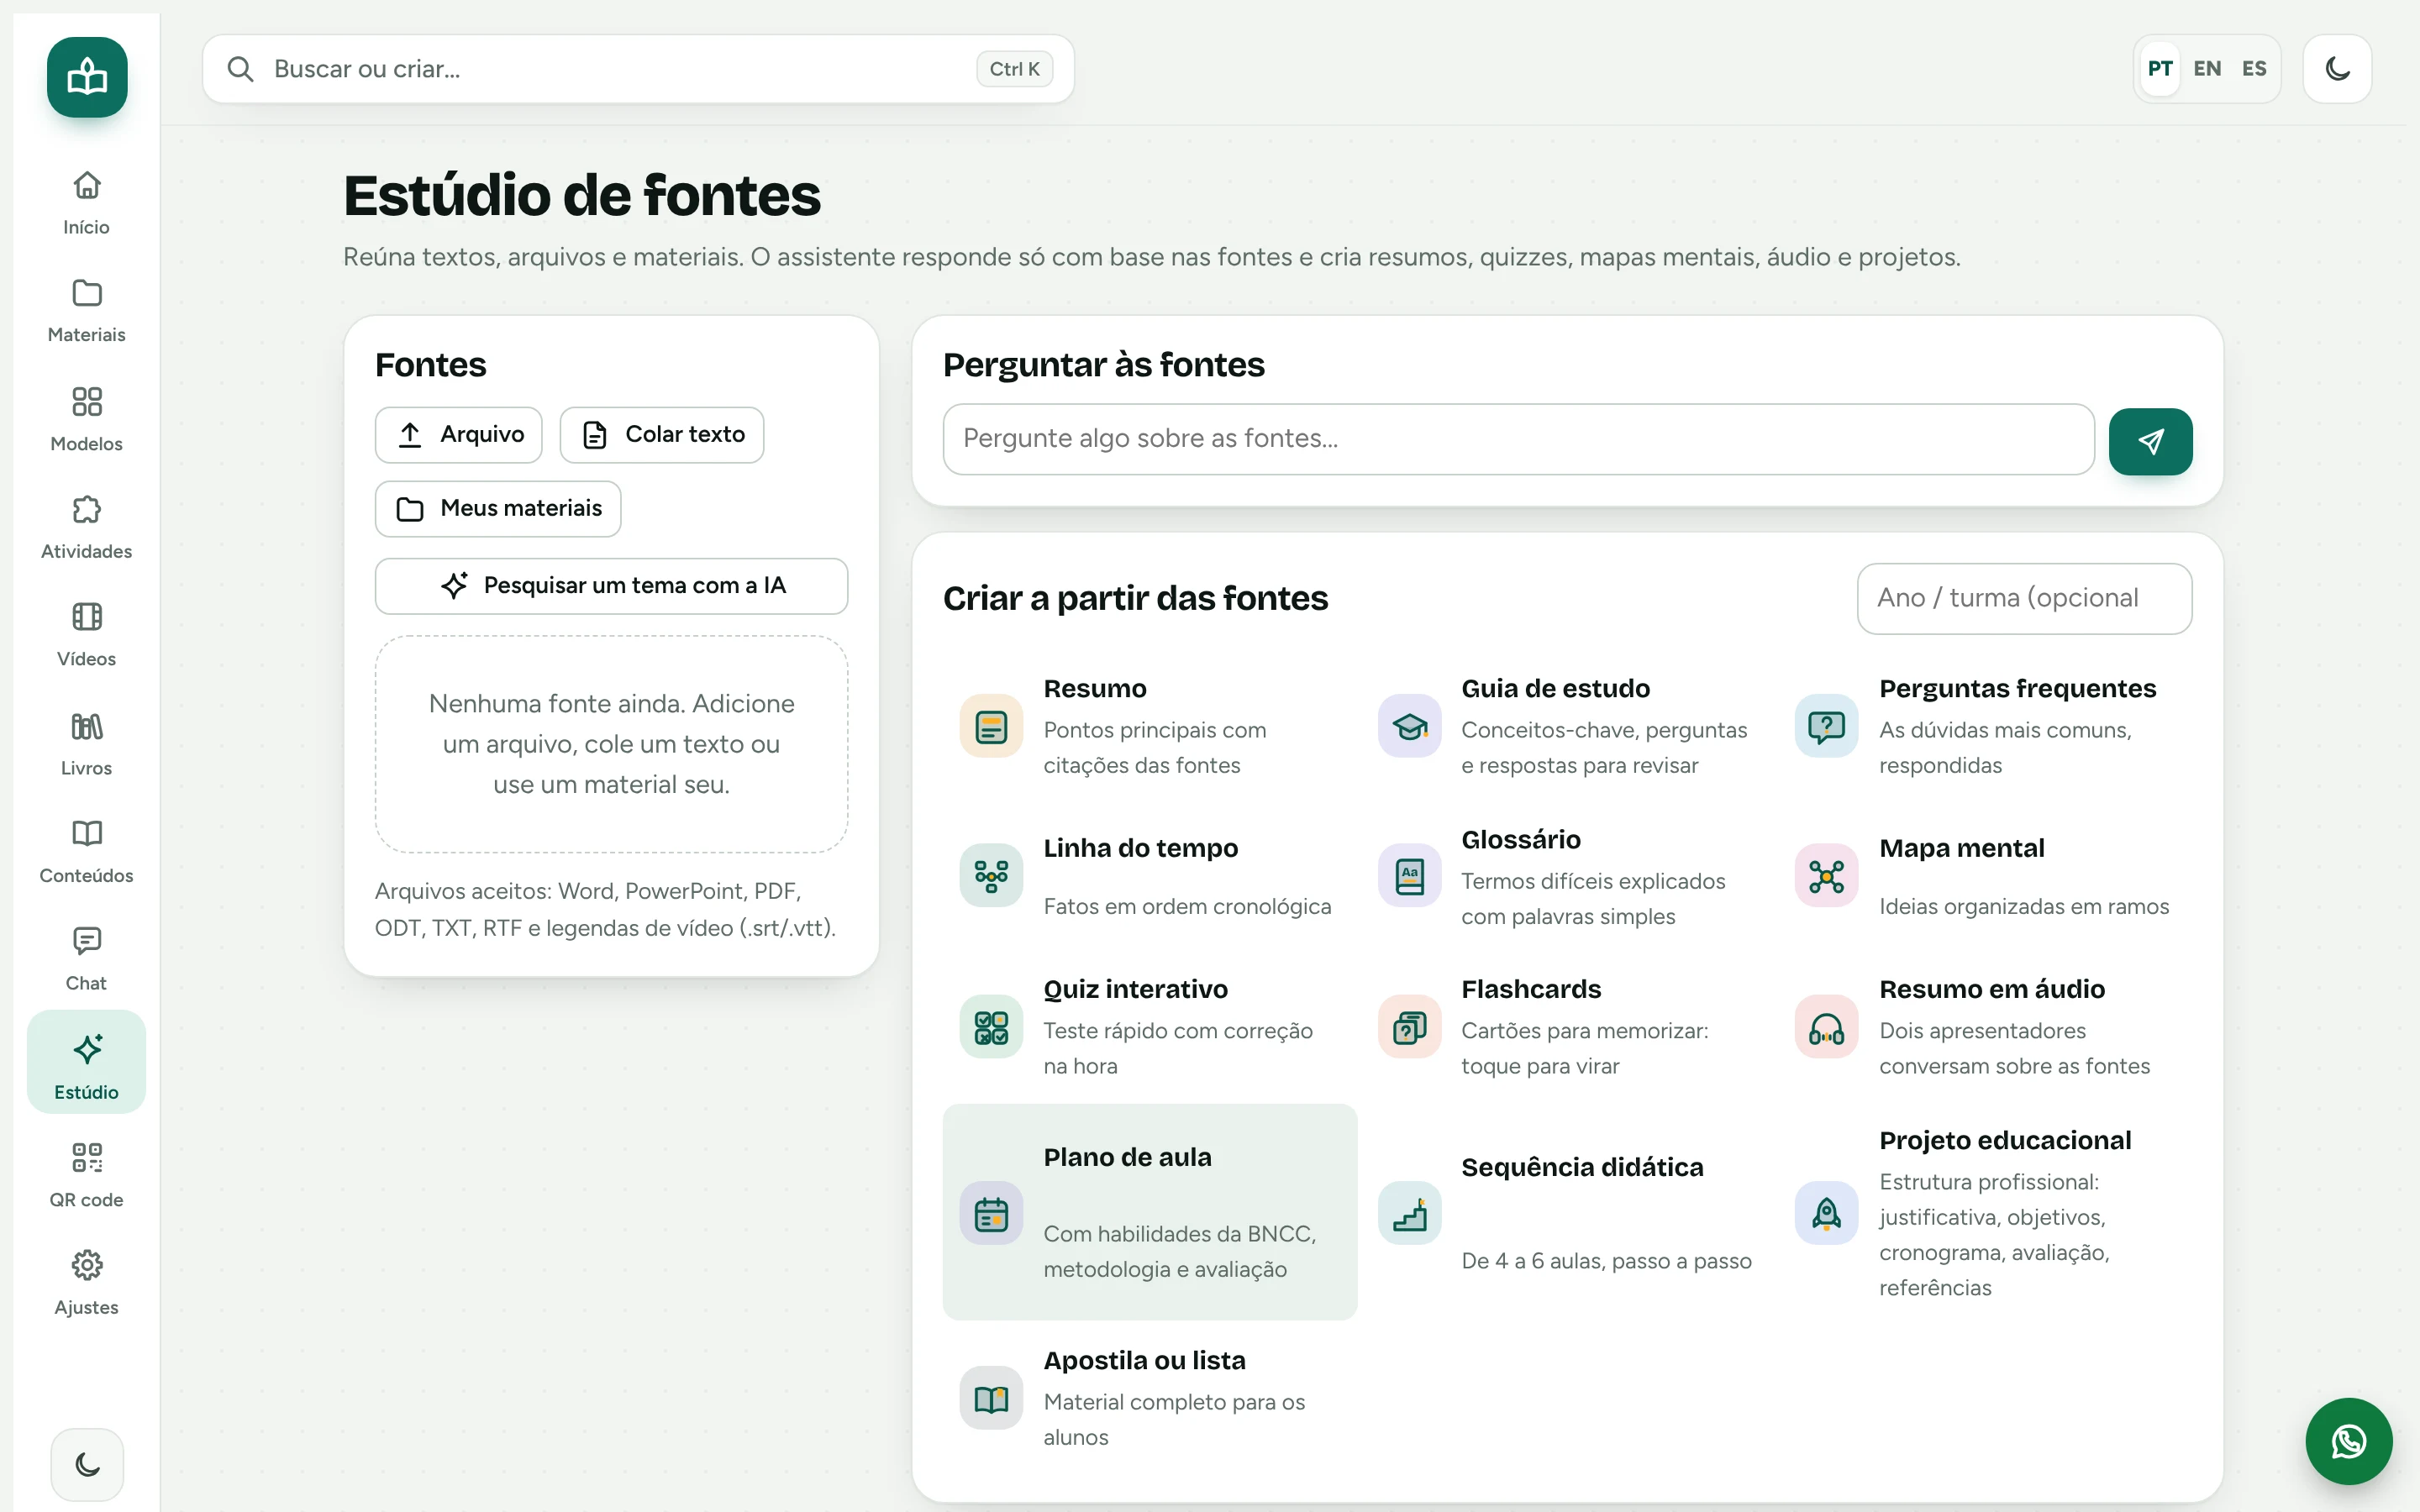 Buscar ou criar...
Ctrl K
PT EN ES
Início
Materiais
Modelos
Atividades
Vídeos
Livros
Conteúdos
Chat
Estúdio
QR code
Ajustes
Estúdio de fontes
Reúna textos, arquivos e materiais. O assistente responde só com base nas fontes e cria resumos, quizzes, mapas mentais, áudio e projetos.
Fontes
Arquivo
Colar texto
Meus materiais
Pesquisar um tema com a IA
Nenhuma fonte ainda. Adicione
um arquivo, cole um texto ou
use um material seu.
Arquivos aceitos: Word, PowerPoint, PDF,
ODT, TXT, RTF e legendas de vídeo (.srt/.vtt).
Perguntar às fontes
Pergunte algo sobre as fontes...
Criar a partir das fontes
Ano / turma (opcional
Resumo
Pontos principais com
citações das fontes
Guia de estudo
Conceitos-chave, perguntas
e respostas para revisar
Perguntas frequentes
As dúvidas mais comuns,
respondidas
Linha do tempo
Fatos em ordem cronológica
Aa
Glossário
Termos difíceis explicados
com palavras simples
Mapa mental
Ideias organizadas em ramos
Quiz interativo
Teste rápido com correção
na hora
Flashcards
Cartões para memorizar:
toque para virar
Resumo em áudio
Dois apresentadores
conversam sobre as fontes
Plano de aula
Com habilidades da BNCC,
metodologia e avaliação
Sequência didática
De 4 a 6 aulas, passo a passo
Projeto educacional
Estrutura profissional:
justificativa, objetivos,
cronograma, avaliação,
referências
Apostila ou lista
Material completo para os
alunos